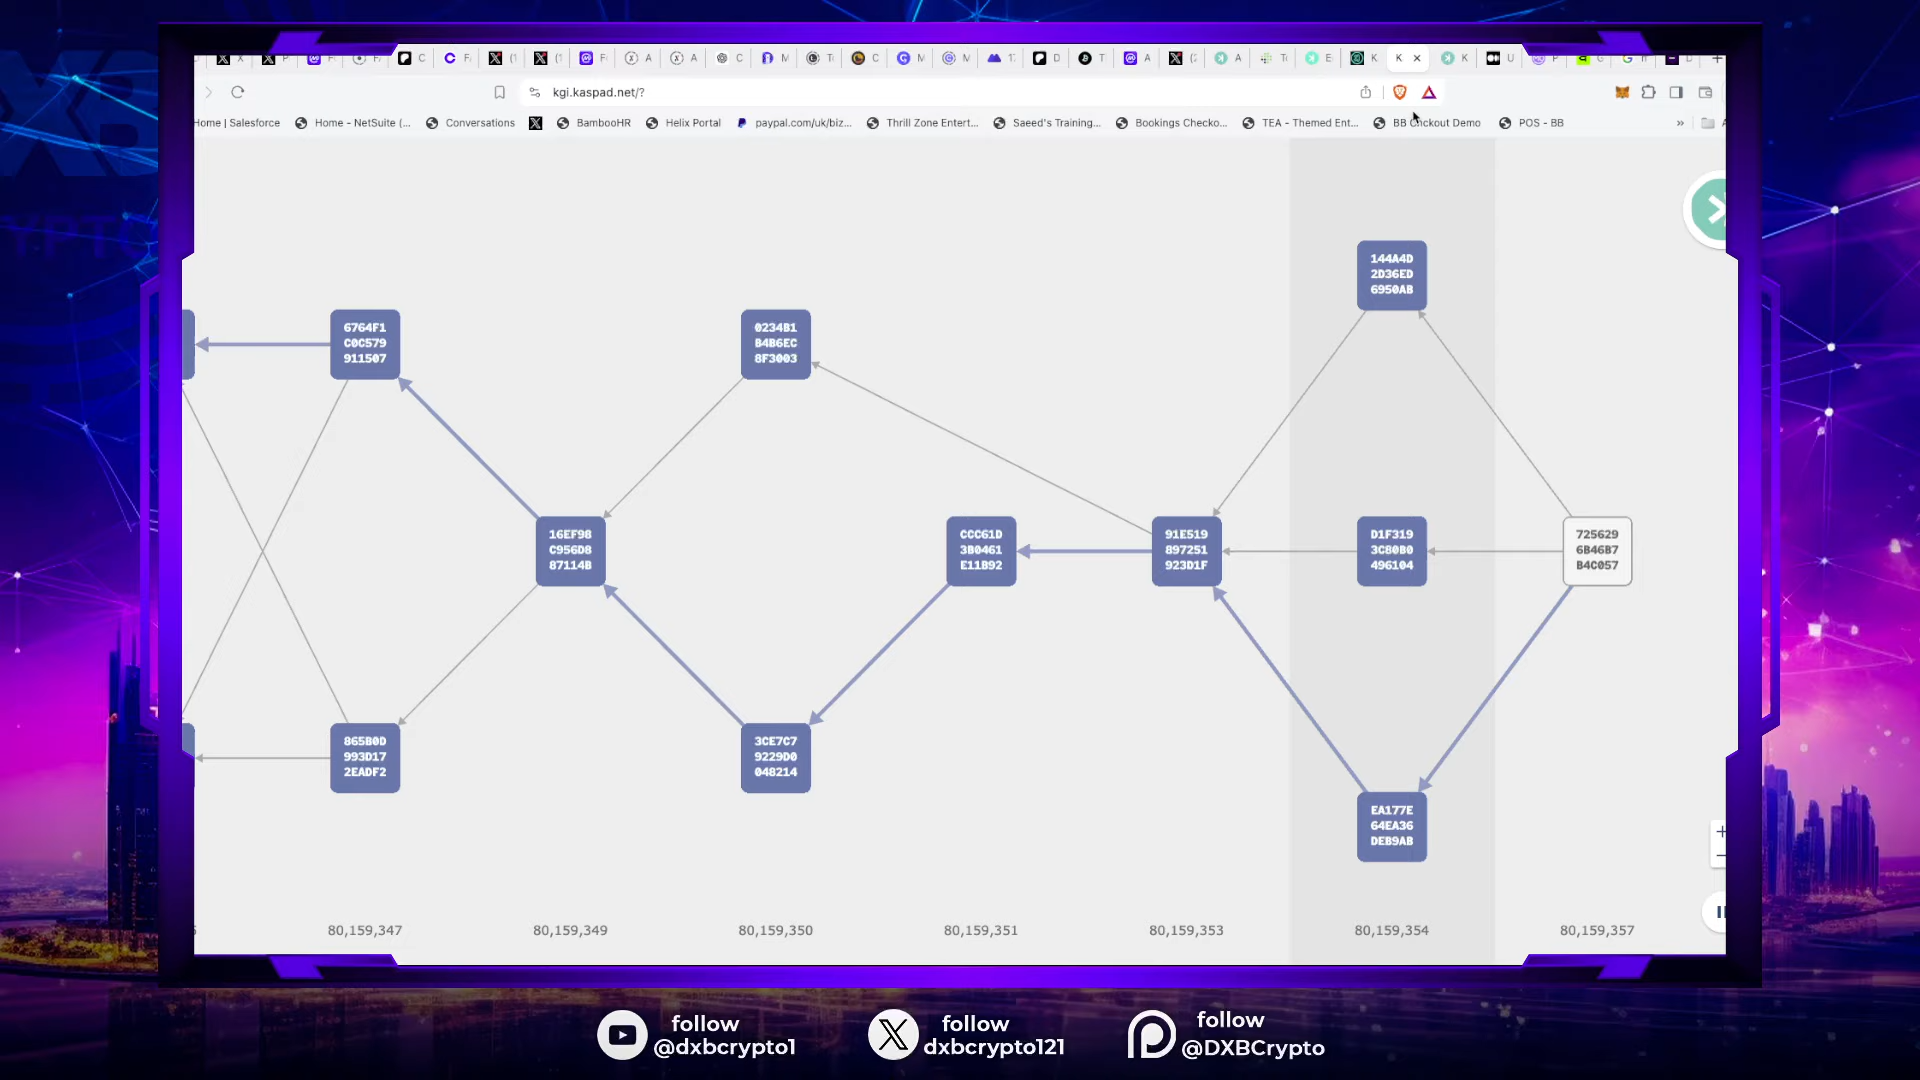 kgi.kaspad.net/?
Home | Salesforce
Home - NetSuite (...
Conversations
BambooHR
Helix Portal
paypal.com/uk/biz...
Thrill Zone Entert...
Saeed's Training...
Bookings Checko...
TEA - Themed Ent...
BB Chckout Demo
POS - BB
»
144A4D
2D36ED
6950AB
6764F1
C0C579
911507
0234B1
B4B6EC
8F3003
16EF98
C956D8
87114B
CCC61D
3B0461
E11B92
91E519
897251
923D1F
D1F319
3C80B0
496104
725629
6B46B7
B4C057
865B0D
993D17
2EADF2
3CE7C7
9229D0
048214
EA177E
64EA36
DEB9AB
80,159,347
80,159,349
80,159,350
80,159,351
80,159,353
80,159,354
80,159,357
follow
@dxbcrypto1
follow
dxbcrypto121
follow
@DXBCrypto